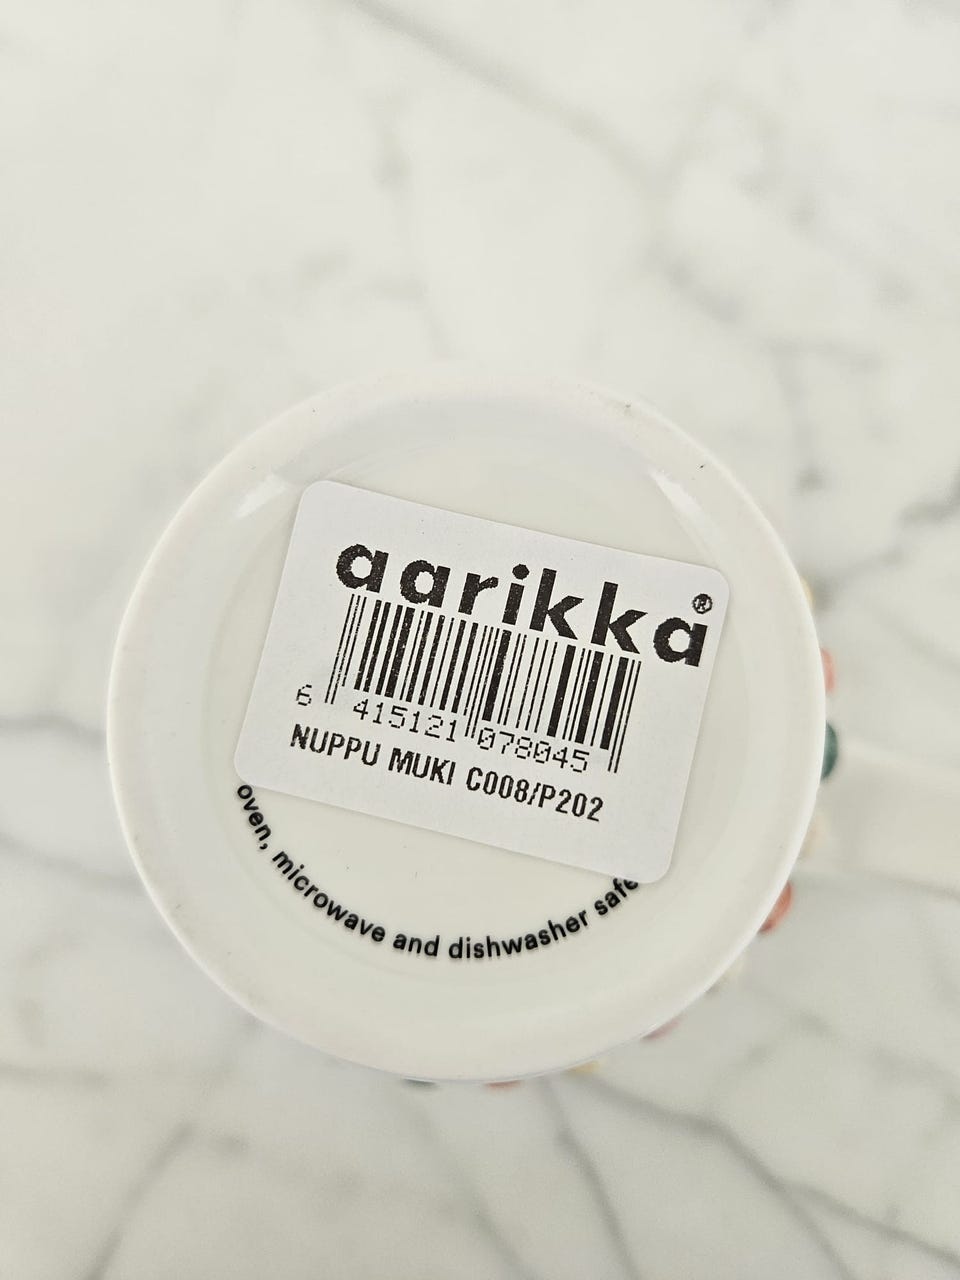 aarikka®
6 415121 078045
NUPPU MUKI C008/P202
oven, microwave and dishwasher safe